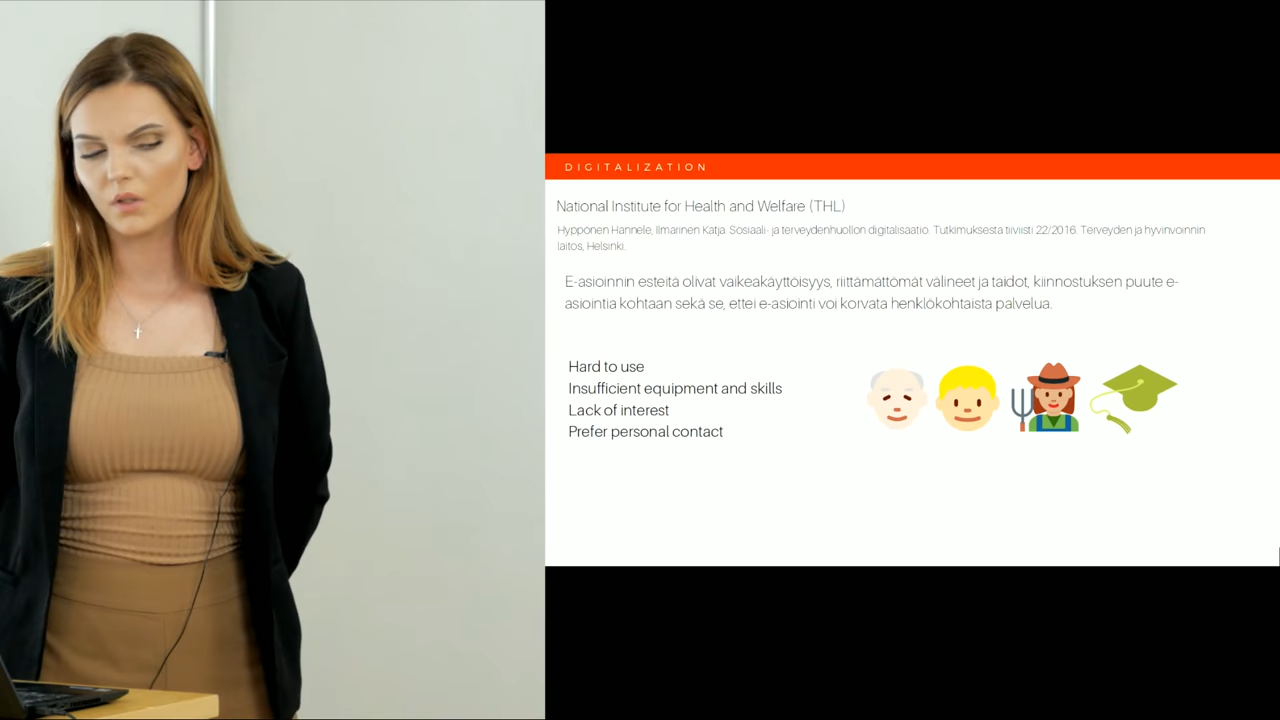 DIGITALIZATION
National Institute for Health and Welfare (THL)
Hyppönen Hannele, Ilmarinen Katja. Sosiaali- ja terveydenhuollon digitalisaatio. Tutkimuksesta tiiviisti 22/2016. Terveyden ja hyvinvoinnin
laitos, Helsinki.
E-asioinnin esteitä olivat vaikeakäyttöisyys, riittämättömät välineet ja taidot, kiinnostuksen puute e-
asiointia kohtaan sekä se, ettei e-asiointi voi korvata henklökohtaista palvelua.
Hard to use
Insufficient equipment and skills
Lack of interest
Prefer personal contact